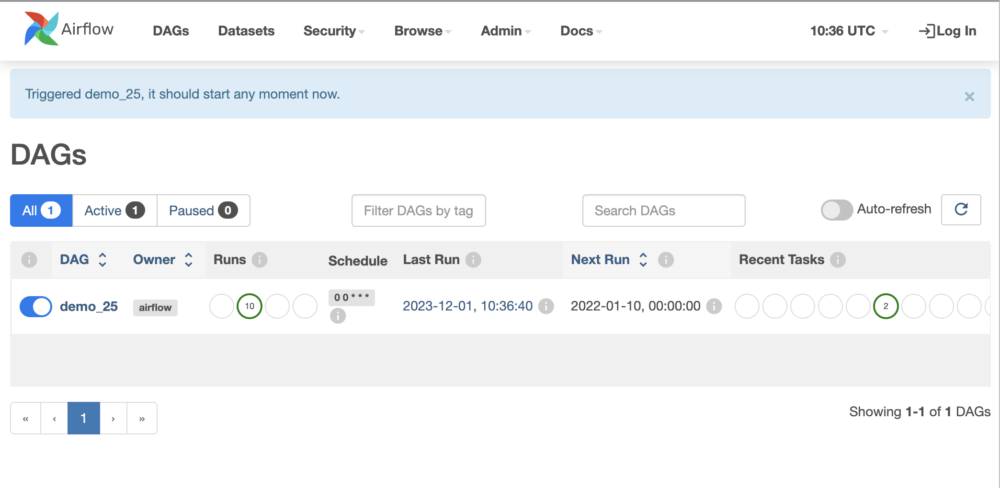 Airflow DAGs Datasets Security Browse Admin Docs 10:36 UTC Log In
Triggered demo_25, it should start any moment now. ×
DAGs
All 1 Active 1 Paused 0 Filter DAGs by tag Search DAGs Auto-refresh
i DAG Owner Runs i Schedule Last Run i Next Run i Recent Tasks i
demo_25 airflow 10 0 0 * * * i 2023-12-01, 10:36:40 i 2022-01-10, 00:00:00 i 2
« ‹ 1 › » Showing 1-1 of 1 DAGs